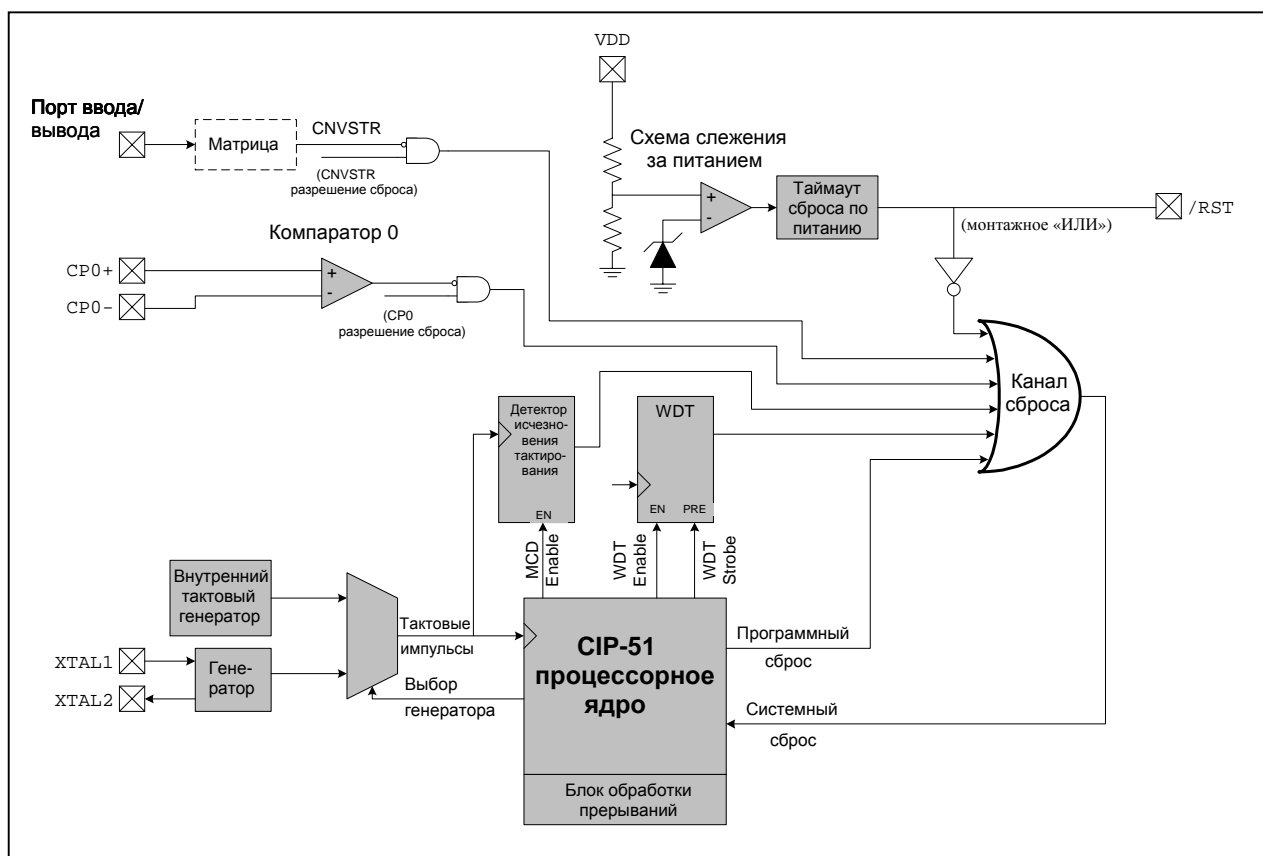 VDD
Порт ввода/
вывода
Матрица
CNVSTR
(CNVSTR
разрешение сброса)
Схема слежения
за питанием
+
-
Таймаут
сброса по
питанию
/RST
(монтажное «ИЛИ»)
Компаратор 0
CP0+
CP0-
+
-
(CP0
разрешение сброса)
Канал
сброса
Детектор
исчезно-
вения
тактиро-
вания
EN
WDT
EN
PRE
MCD
Enable
WDT
Enable
WDT
Strobe
Внутренний
тактовый
генератор
XTAL1
XTAL2
Гене-
ратор
Тактовые
импульсы
Выбор
генератора
CIP-51
процессорное
ядро
Программный
сброс
Системный
сброс
Блок обработки
прерываний